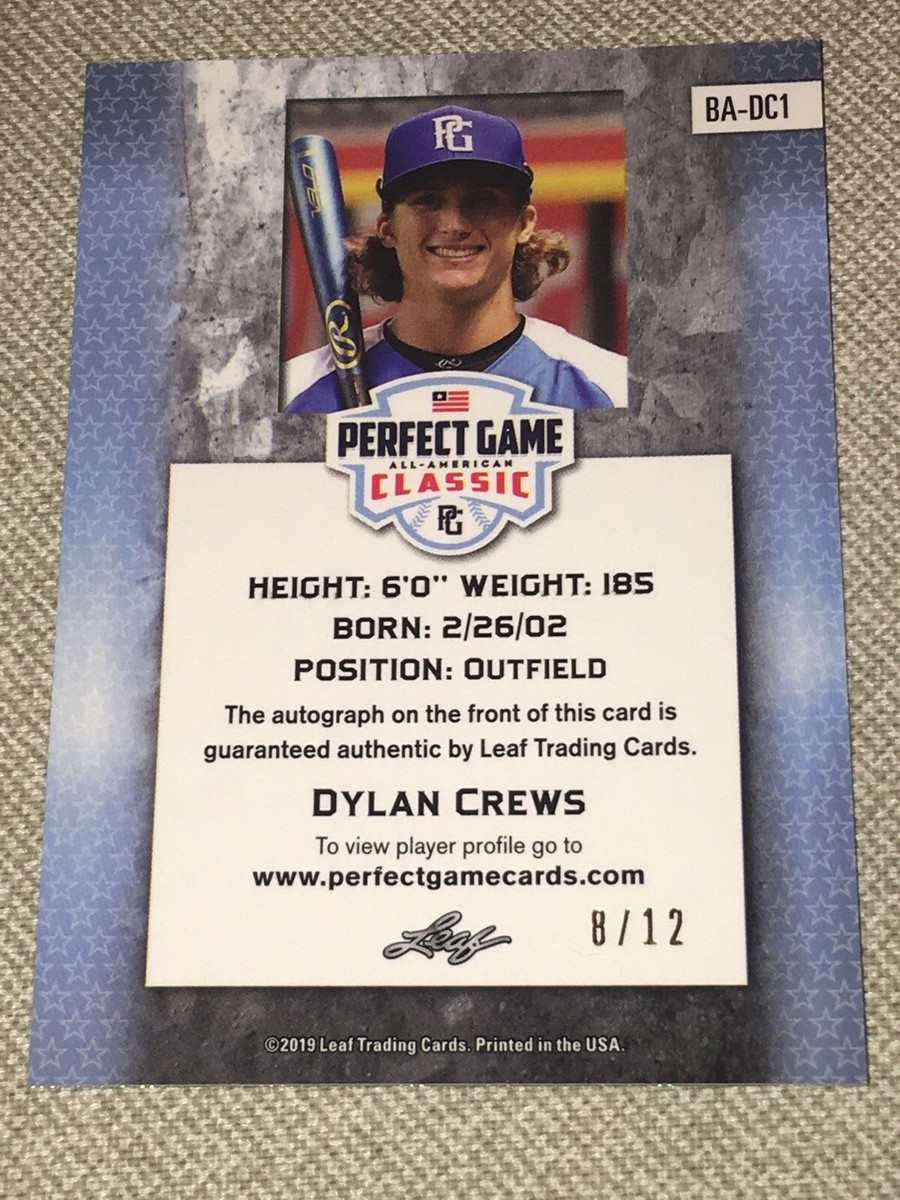 BA-DC1
PG
R
PERFECT GAME
ALL-AMERICAN
CLASSIC
PG
HEIGHT: 6'0" WEIGHT: 185
BORN: 2/26/02
POSITION: OUTFIELD
The autograph on the front of this card is
guaranteed authentic by Leaf Trading Cards.
DYLAN CREWS
To view player profile go to
www.perfectgamecards.com
Leaf
8/12
©2019 Leaf Trading Cards. Printed in the USA.